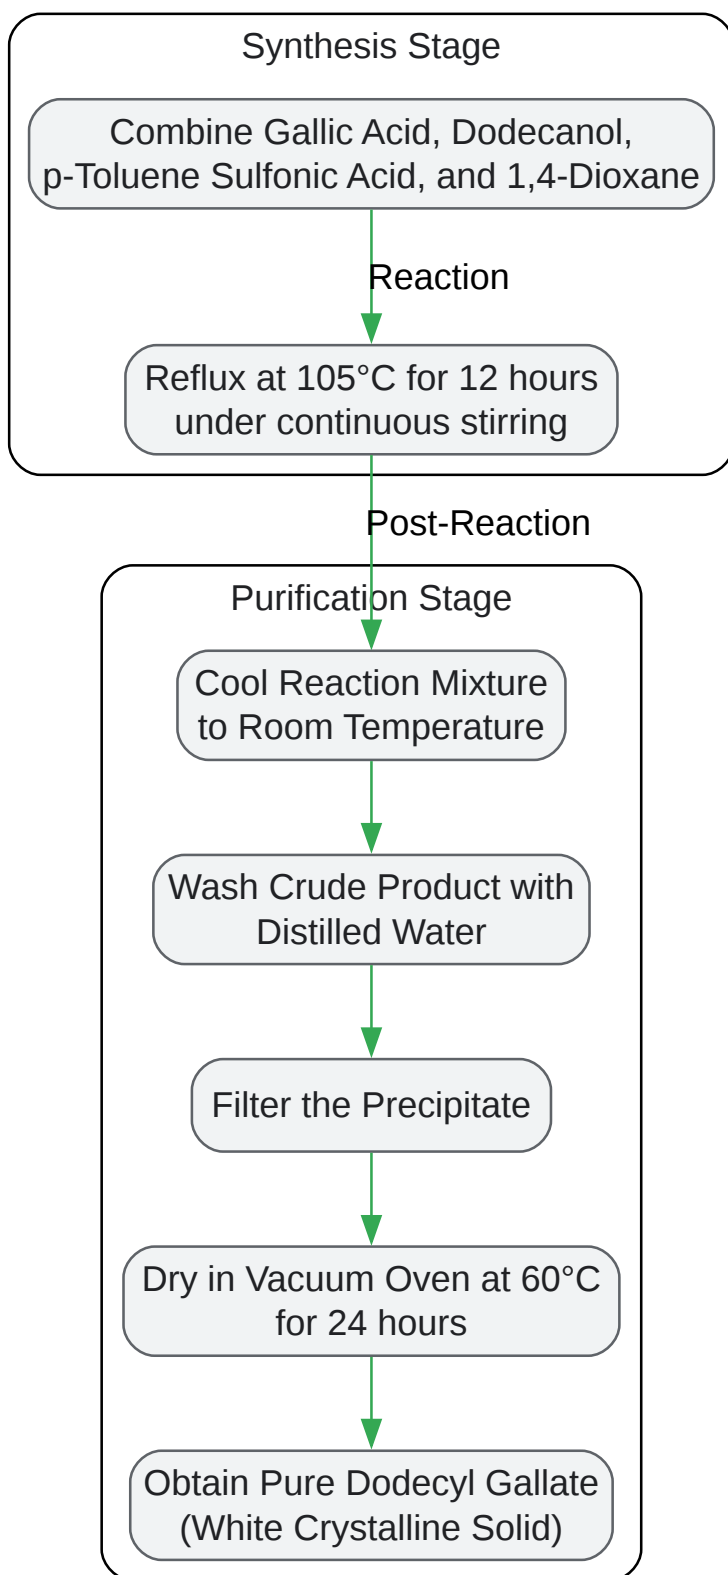 Synthesis Stage
Combine Gallic Acid, Dodecanol,
p-Toluene Sulfonic Acid, and 1,4-Dioxane
Reaction
Reflux at 105°C for 12 hours
under continuous stirring
Post-Reaction
Purification Stage
Cool Reaction Mixture
to Room Temperature
Wash Crude Product with
Distilled Water
Filter the Precipitate
Dry in Vacuum Oven at 60°C
for 24 hours
Obtain Pure Dodecyl Gallate
(White Crystalline Solid)